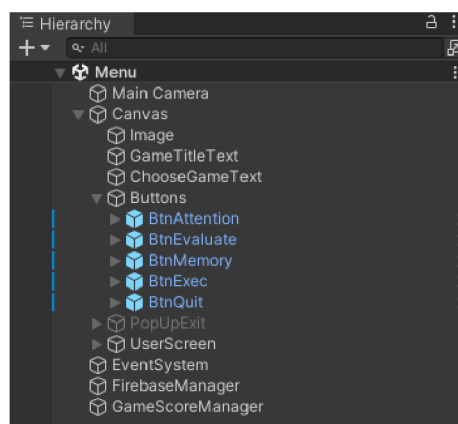 Hierarchy
All
Menu
Main Camera
Canvas
Image
GameTitleText
ChooseGameText
Buttons
BtnAttention
BtnEvaluate
BtnMemory
BtnExec
BtnQuit
PopUpExit
UserScreen
EventSystem
FirebaseManager
GameScoreManager